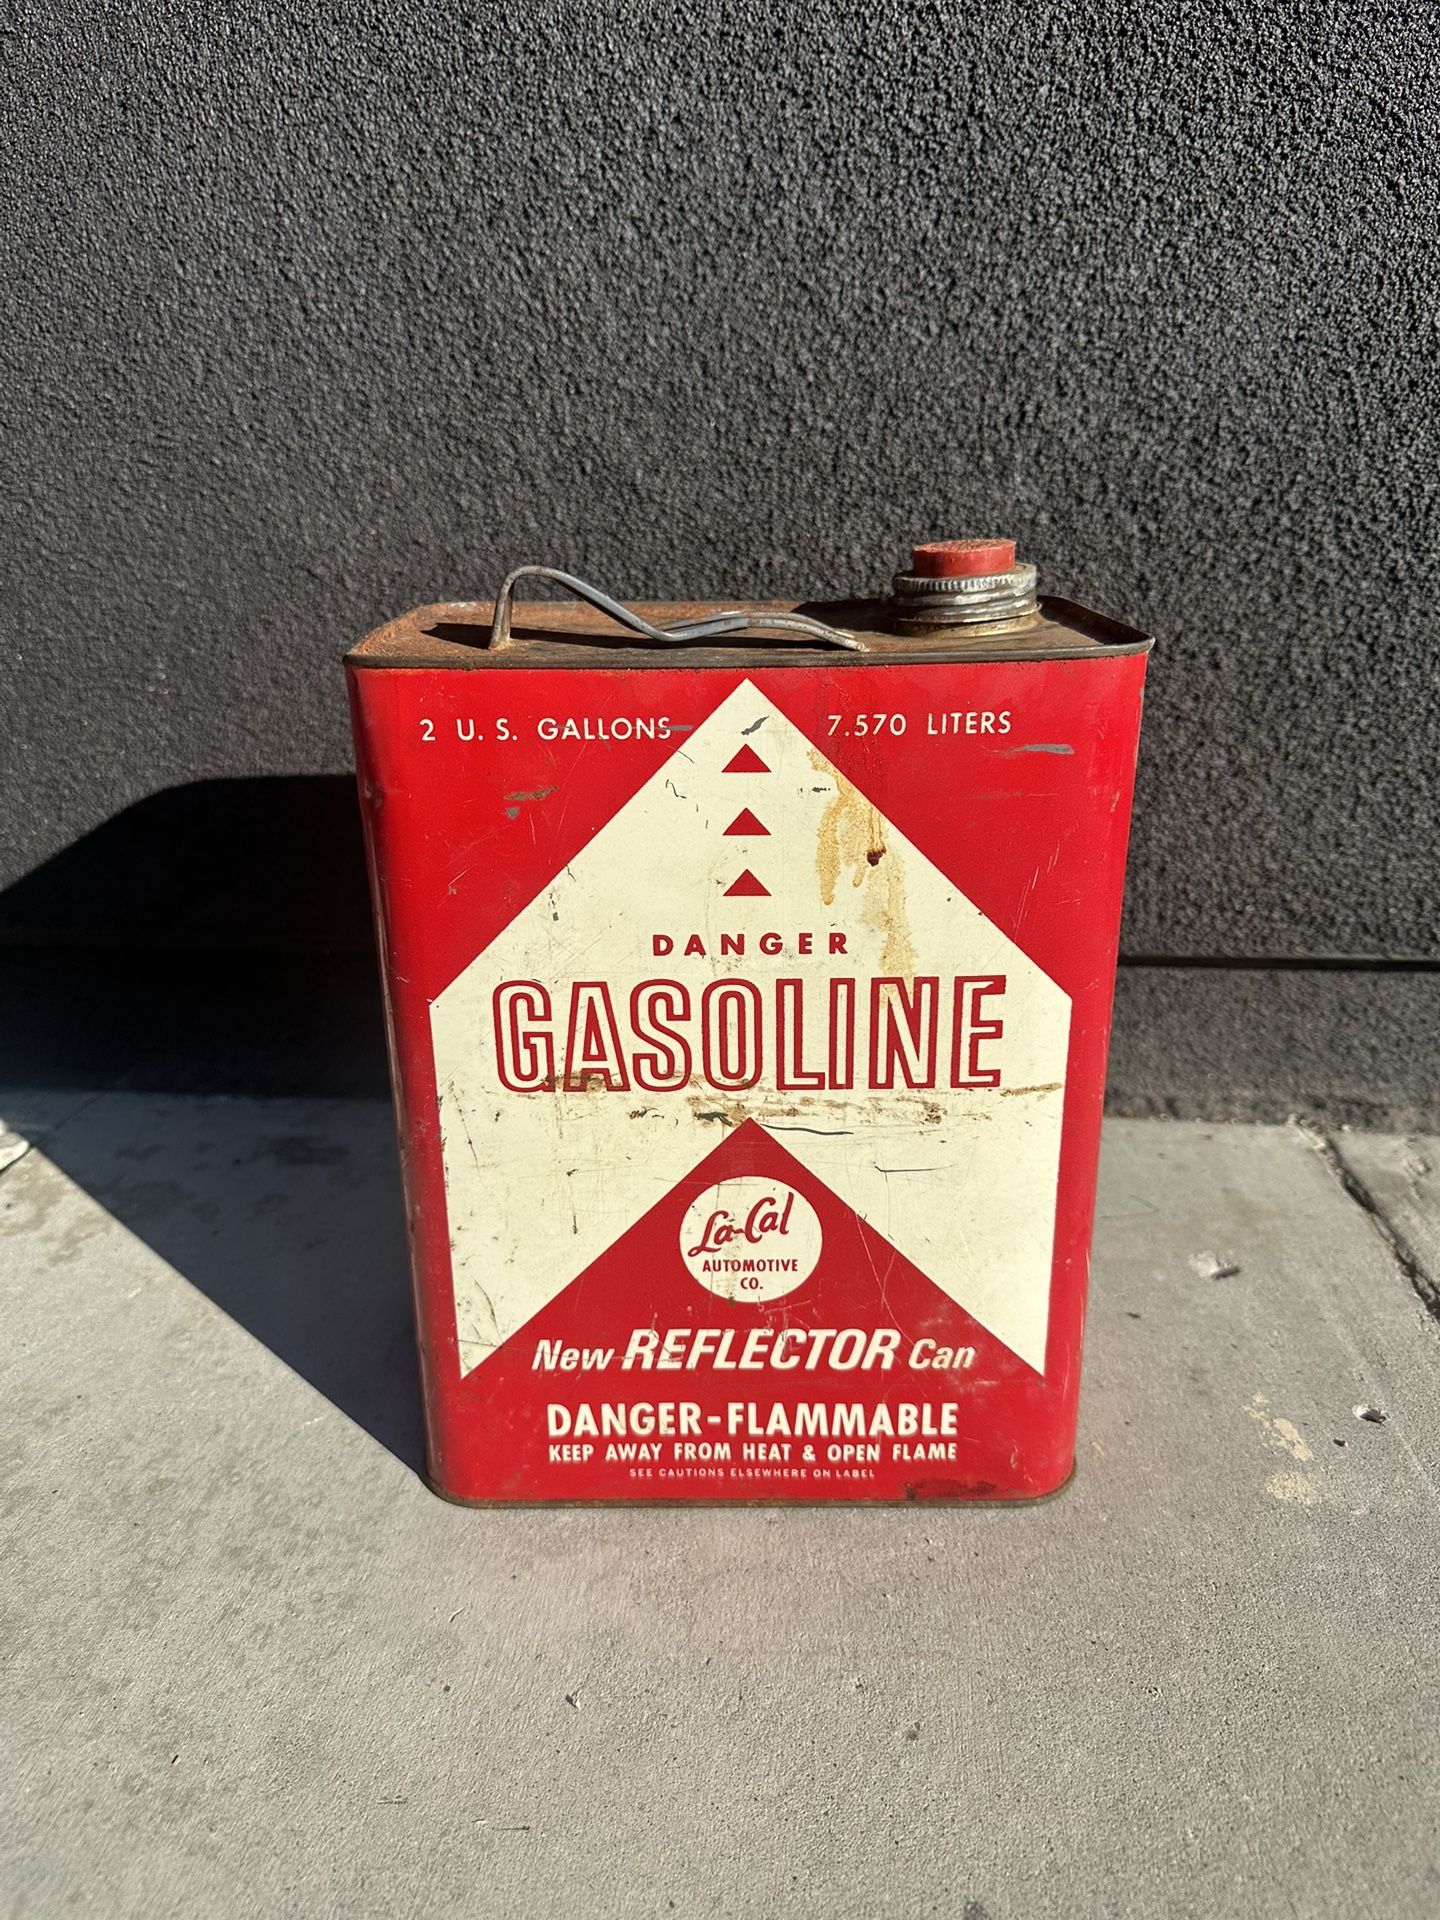 2 U.S. GALLONS 7.570 LITERS
DANGER
GASOLINE
La-Cal
AUTOMOTIVE
CO.
New REFLECTOR Can
DANGER-FLAMMABLE
KEEP AWAY FROM HEAT & OPEN FLAME
SEE CAUTIONS ELSEWHERE ON LABEL